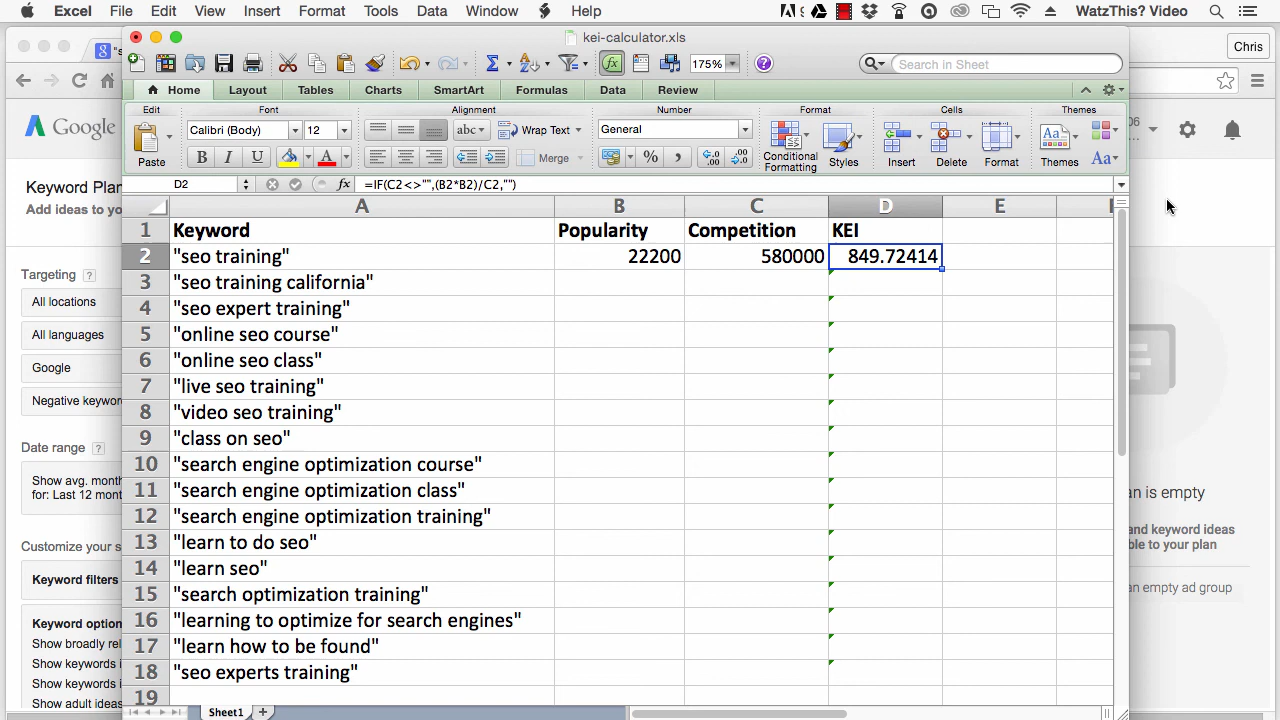 Excel File Edit View Insert Format Tools Data Window Help WatzThis? Video
kei-calculator.xls
Chris
175%
Search in Sheet
Home Layout Tables Charts SmartArt Formulas Data Review
Edit Font Alignment Number Format Cells Themes
Calibri (Body) 12 abc Wrap Text General
Paste B I U A Merge % Conditional Formatting Styles Insert Delete Format Themes Aa
D2 fx =IF(C2<>"",(B2*B2)/C2,"")
Google
Keyword Plan
Add ideas to yo
Targeting ?
All locations
All languages
Google
Negative keywor
Date range ?
Show avg. month
for: Last 12 mont
Customize your s
Keyword filters
Keyword option
Show broadly rel
Show keywords i
Show keywords i
Show adult ideas
A B C D E
1 Keyword Popularity Competition KEI
2 "seo training" 22200 580000 849.72414
3 "seo training california"
4 "seo expert training"
5 "online seo course"
6 "online seo class"
7 "live seo training"
8 "video seo training"
9 "class on seo"
10 "search engine optimization course"
11 "search engine optimization class"
12 "search engine optimization training"
13 "learn to do seo"
14 "learn seo"
15 "search optimization training"
16 "learning to optimize for search engines"
17 "learn how to be found"
18 "seo experts training"
19
Sheet1
an is empty
and keyword ideas
ble to your plan
an empty ad group